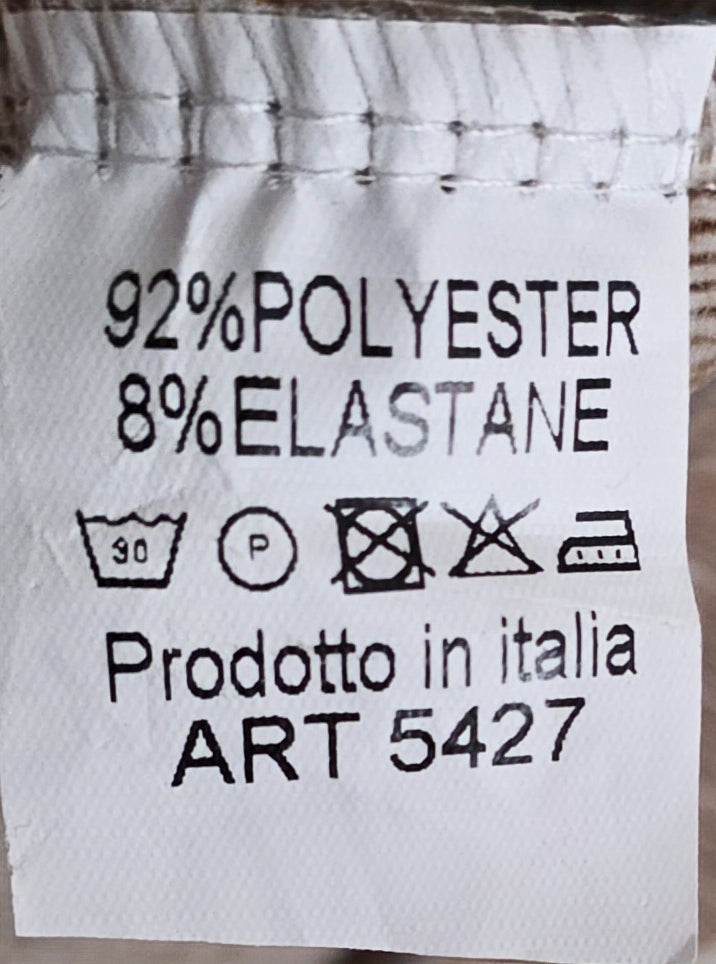 92%POLYESTER
8%ELASTANE
30 P
Prodotto in italia
ART 5427